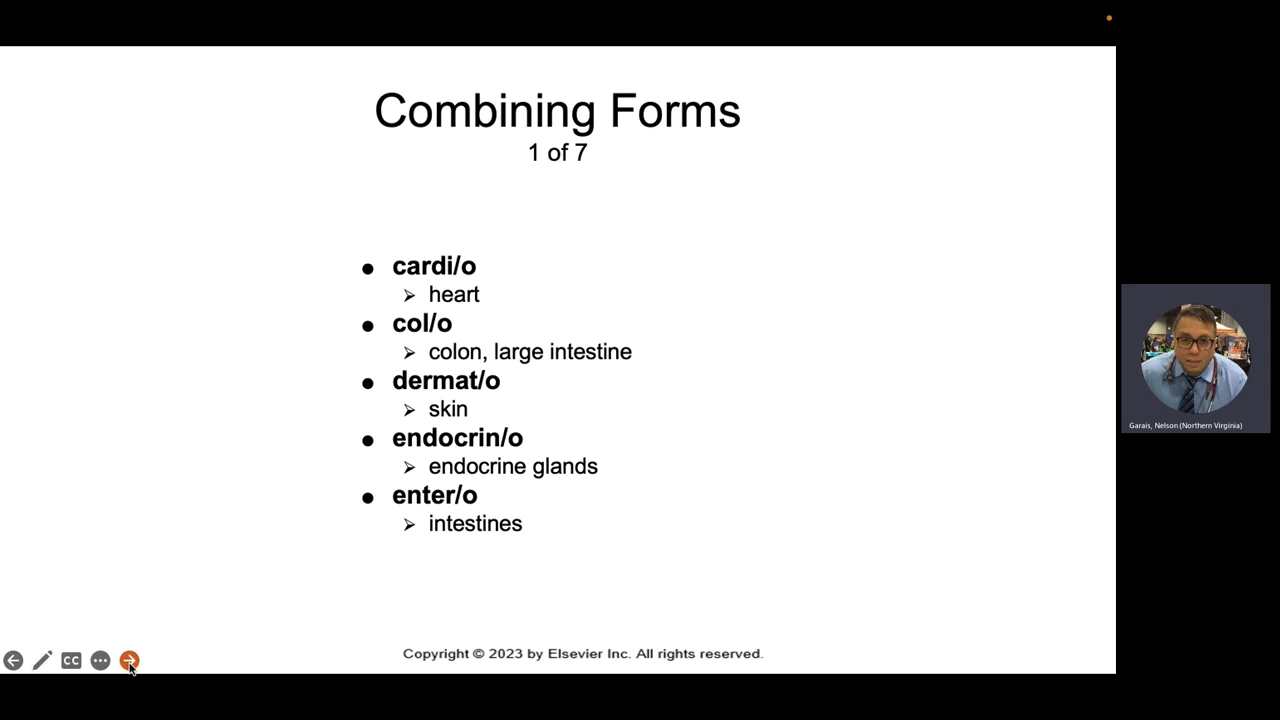 Combining Forms
1 of 7
cardi/o
heart
col/o
colon, large intestine
dermat/o
skin
endocrin/o
endocrine glands
enter/o
intestines
Copyright © 2023 by Elsevier Inc. All rights reserved.
CC
Garais, Nelson (Northern Virginia)